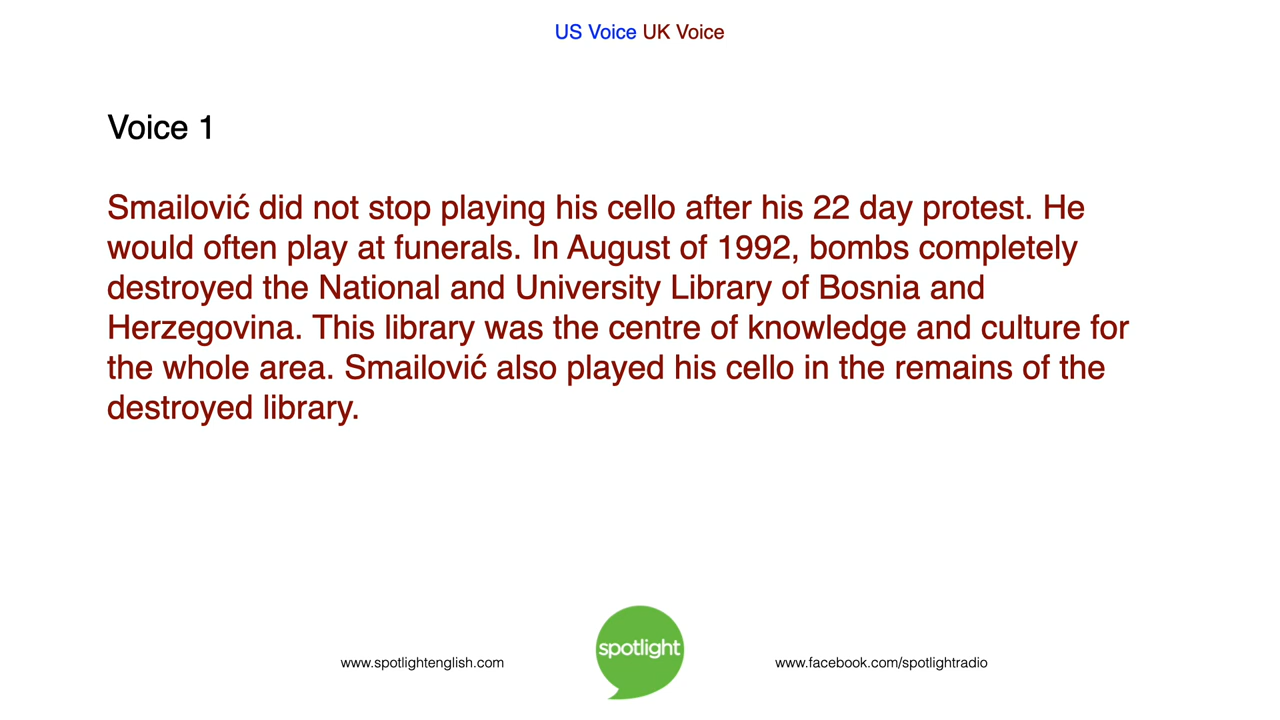 US Voice UK Voice
Voice 1
Smailović did not stop playing his cello after his 22 day protest. He
would often play at funerals. In August of 1992, bombs completely
destroyed the National and University Library of Bosnia and
Herzegovina. This library was the centre of knowledge and culture for
the whole area. Smailović also played his cello in the remains of the
destroyed library.
www.spotlightenglish.com
spotlight
www.facebook.com/spotlightradio